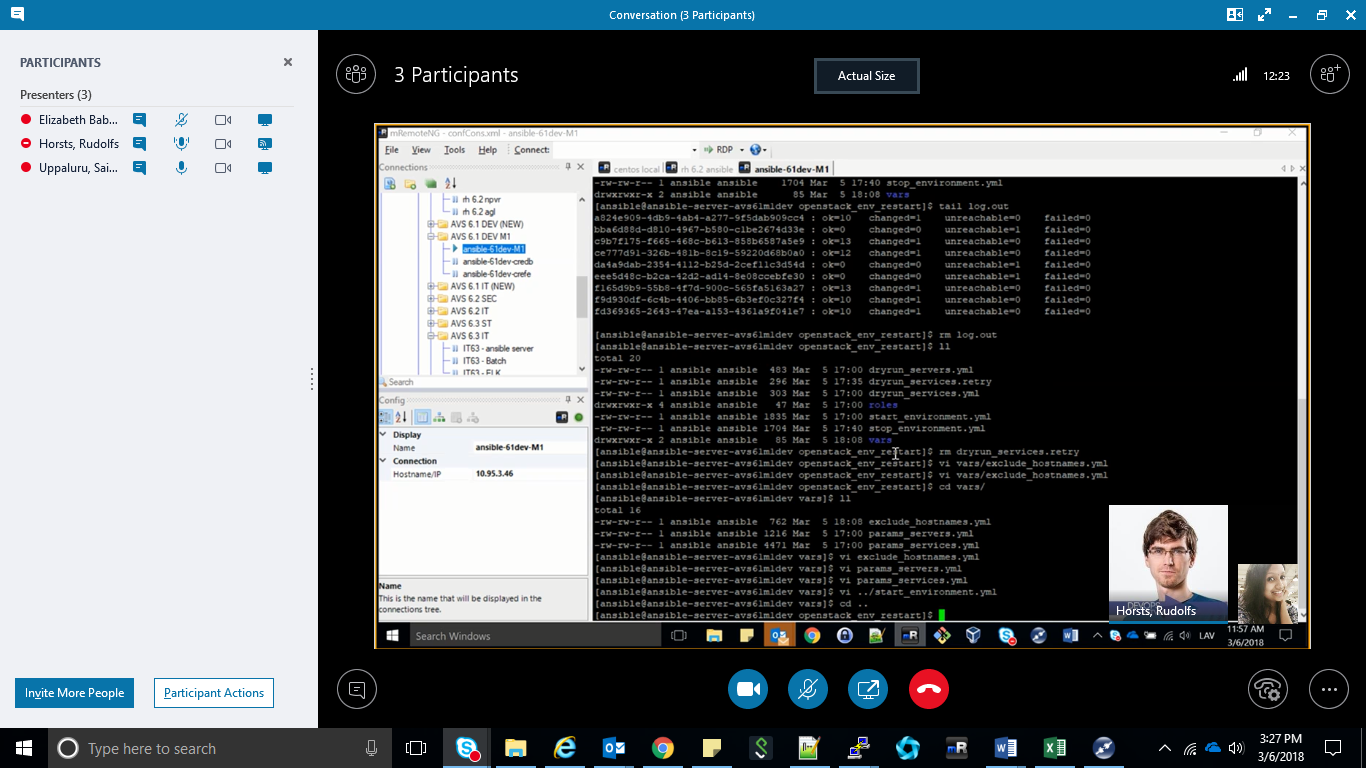 Conversation (3 Participants)
PARTICIPANTS
Presenters (3)
Elizabeth Bab...
Horsts, Rudolfs
Uppaluru, Sai...
Invite More People
Participant Actions
3 Participants
Actual Size
12:23
mRemoteNG - confCons.xml - ansible-61dev-M1
File View Tools Help Connect: RDP
Connections
rh 6.2 npvr
rh 6.2 agl
AVS 6.1 DEV (NEW)
AVS 6.1 DEV M1
ansible-61dev-M1
ansible-61dev-credb
ansible-61dev-crefe
AVS 6.1 IT (NEW)
AVS 6.2 SEC
AVS 6.2 IT
AVS 6.3 ST
AVS 6.3 IT
IT63 - ansible server
IT63 - Batch
IT63 - ELK
Search
Config
Display
Name ansible-61dev-M1
Connection
Hostname/IP 10.95.3.46
Name
This is the name that will be displayed in the
connections tree.
centos local rh 6.2 ansible ansible-61dev-M1
-rw-rw-r-- 1 ansible ansible 1704 Mar 5 17:40 stop_environment.yml
drwxrwxr-x 2 ansible ansible 85 Mar 5 18:08 vars
[ansible@ansible-server-avs61m1dev openstack_env_restart]$ tail log.out
a824e909-4db9-4ab4-a277-9f5dab909cc4 : ok=10 changed=1 unreachable=0 failed=0
bba6d88d-d810-4967-b580-c1be2674d33e : ok=0 changed=0 unreachable=1 failed=0
c9b7f175-f665-468c-b613-858b6587a5e9 : ok=13 changed=1 unreachable=0 failed=0
ce777d91-326b-481b-8c19-59220d68b0a0 : ok=12 changed=1 unreachable=0 failed=0
da4a9dab-2354-4112-b25d-2cef11c3d54d : ok=0 changed=0 unreachable=1 failed=0
eee5d48c-b2ca-42d2-ad14-8e08ccebfe30 : ok=0 changed=0 unreachable=1 failed=0
f165d9b9-55b8-4f7d-900c-565fa5163a27 : ok=13 changed=1 unreachable=0 failed=0
f9d930df-6c4b-4406-bb85-6b3ef0c327f4 : ok=10 changed=1 unreachable=0 failed=0
fd369365-2643-47ea-a153-4361a9f041e7 : ok=10 changed=1 unreachable=0 failed=0
[ansible@ansible-server-avs61m1dev openstack_env_restart]$ rm log.out
[ansible@ansible-server-avs61m1dev openstack_env_restart]$ ll
total 20
-rw-rw-r-- 1 ansible ansible 483 Mar 5 17:00 dryrun_servers.yml
-rw-rw-r-- 1 ansible ansible 296 Mar 5 17:35 dryrun_services.retry
-rw-rw-r-- 1 ansible ansible 303 Mar 5 17:00 dryrun_services.yml
drwxrwxr-x 4 ansible ansible 47 Mar 5 17:00 roles
-rw-rw-r-- 1 ansible ansible 1835 Mar 5 17:00 start_environment.yml
-rw-rw-r-- 1 ansible ansible 1704 Mar 5 17:40 stop_environment.yml
drwxrwxr-x 2 ansible ansible 85 Mar 5 18:08 vars
[ansible@ansible-server-avs61m1dev openstack_env_restart]$ rm dryrun_services.retry
[ansible@ansible-server-avs61m1dev openstack_env_restart]$ vi vars/exclude_hostnames.yml
[ansible@ansible-server-avs61m1dev openstack_env_restart]$ vi vars/exclude_hostnames.yml
[ansible@ansible-server-avs61m1dev openstack_env_restart]$ cd vars/
[ansible@ansible-server-avs61m1dev vars]$ ll
total 16
-rw-rw-r-- 1 ansible ansible 762 Mar 5 18:08 exclude_hostnames.yml
-rw-rw-r-- 1 ansible ansible 1216 Mar 5 17:00 params_servers.yml
-rw-rw-r-- 1 ansible ansible 4471 Mar 5 17:00 params_services.yml
[ansible@ansible-server-avs61m1dev vars]$ vi exclude_hostnames.yml
[ansible@ansible-server-avs61m1dev vars]$ vi params_servers.yml
[ansible@ansible-server-avs61m1dev vars]$ vi params_services.yml
[ansible@ansible-server-avs61m1dev vars]$ vi ../start_environment.yml
[ansible@ansible-server-avs61m1dev vars]$ cd ..
[ansible@ansible-server-avs61m1dev openstack_env_restart]$
Horsts, Rudolfs
Search Windows
LAV
11:57 AM
3/6/2018
Type here to search
3:27 PM
3/6/2018